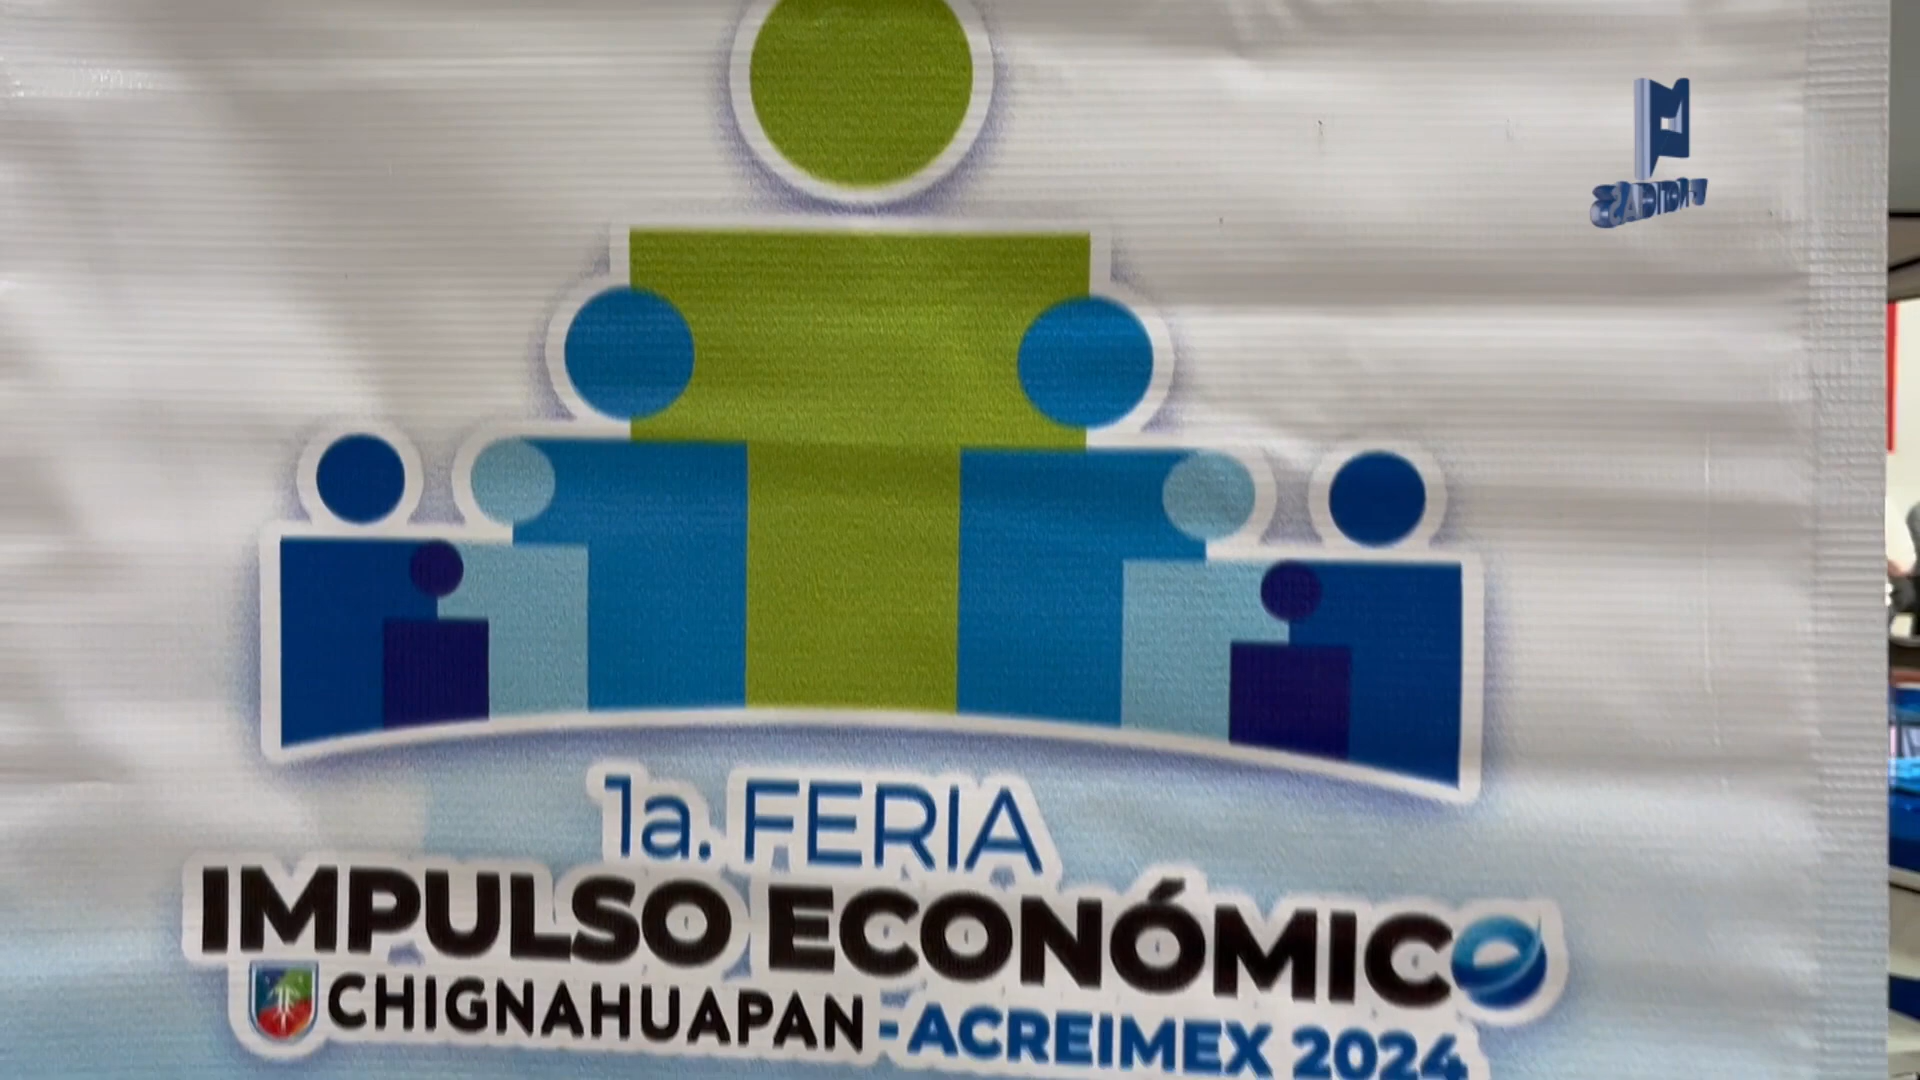 1a. FERIA
IMPULSO ECONÓMICO
CHIGNAHUAPAN - ACREIMEX 2024